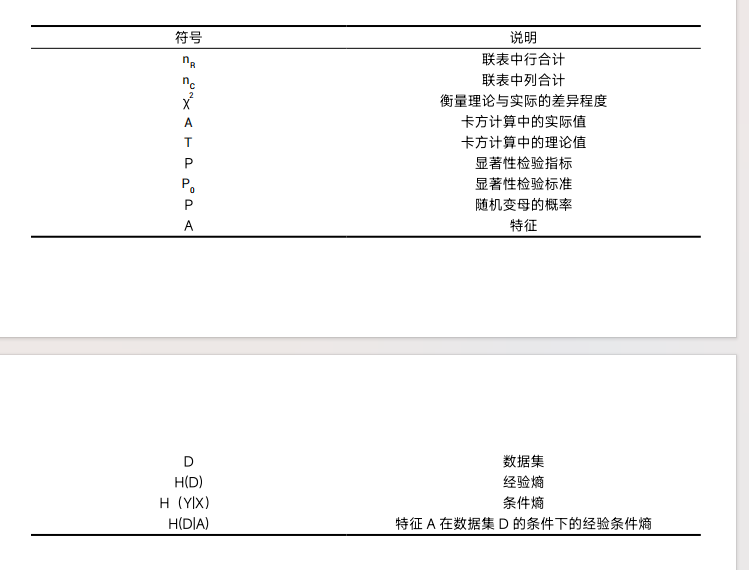 符号 说明
n_R 联表中行合计
n_C 联表中列合计
χ² 衡量理论与实际的差异程度
A 卡方计算中的实际值
T 卡方计算中的理论值
P 显著性检验指标
P₀ 显著性检验标准
P 随机变母的概率
A 特征
D 数据集
H(D) 经验熵
H（Y|X） 条件熵
H(D|A) 特征 A 在数据集 D 的条件下的经验条件熵